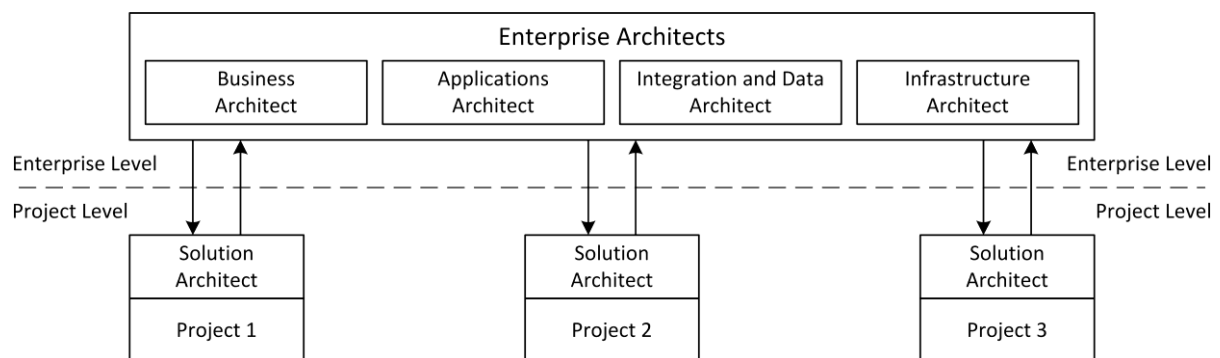 Enterprise Architects
Business
Architect
Applications
Architect
Integration and Data
Architect
Infrastructure
Architect
Enterprise Level
Enterprise Level
Project Level
Project Level
Solution
Architect
Project 1
Solution
Architect
Project 2
Solution
Architect
Project 3